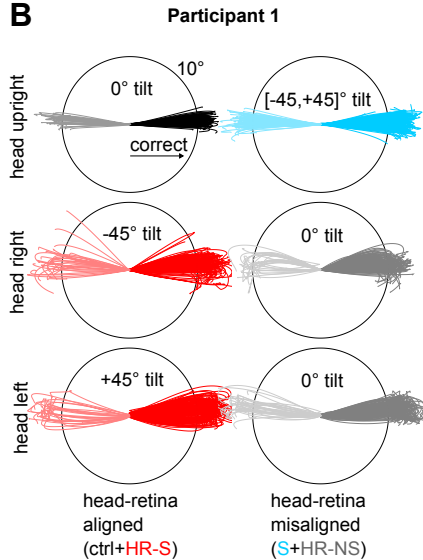 B
Participant 1
head upright
0° tilt
10°
correct
[-45,+45]° tilt
head right
-45° tilt
0° tilt
head left
+45° tilt
0° tilt
head-retina
aligned
(ctrl+HR-S)
head-retina
misaligned
(S+HR-NS)